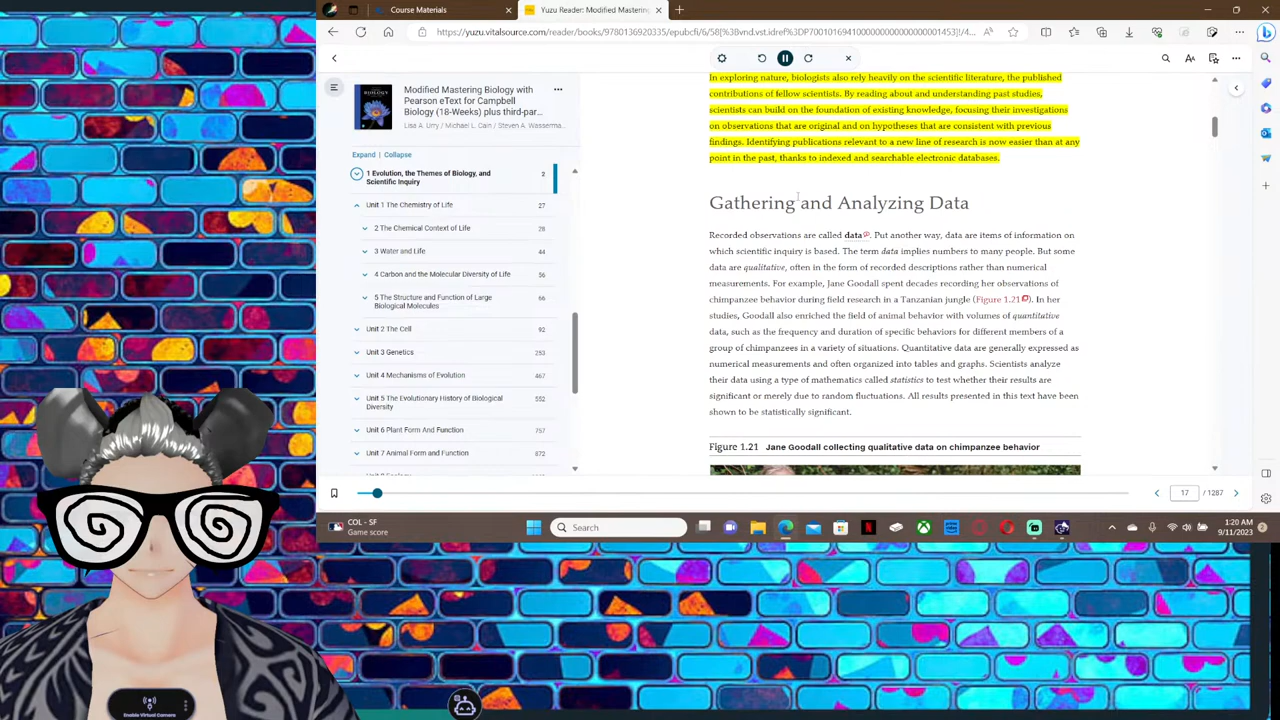 Course Materials
Yuzu Reader: Modified Mastering
https://yuzu.vitalsource.com/reader/books/9780136920335/epubcfi/6/58[%3Bvnd.vst.idref%3DP7001016941000000000000000001453]!/4...
Modified Mastering Biology with
Pearson eText for Campbell
Biology (18-Weeks) plus third-par...
Lisa A. Urry / Michael L. Cain / Steven A. Wasserma...
Expand | Collapse
1 Evolution, the Themes of Biology, and
Scientific Inquiry 2
Unit 1 The Chemistry of Life 27
2 The Chemical Context of Life 28
3 Water and Life 44
4 Carbon and the Molecular Diversity of Life 56
5 The Structure and Function of Large
Biological Molecules 66
Unit 2 The Cell 92
Unit 3 Genetics 253
Unit 4 Mechanisms of Evolution 467
Unit 5 The Evolutionary History of Biological
Diversity 552
Unit 6 Plant Form And Function 757
Unit 7 Animal Form and Function 872
In exploring nature, biologists also rely heavily on the scientific literature, the published
contributions of fellow scientists. By reading about and understanding past studies,
scientists can build on the foundation of existing knowledge, focusing their investigations
on observations that are original and on hypotheses that are consistent with previous
findings. Identifying publications relevant to a new line of research is now easier than at any
point in the past, thanks to indexed and searchable electronic databases.
Gathering and Analyzing Data
Recorded observations are called data. Put another way, data are items of information on
which scientific inquiry is based. The term data implies numbers to many people. But some
data are qualitative, often in the form of recorded descriptions rather than numerical
measurements. For example, Jane Goodall spent decades recording her observations of
chimpanzee behavior during field research in a Tanzanian jungle (Figure 1.21). In her
studies, Goodall also enriched the field of animal behavior with volumes of quantitative
data, such as the frequency and duration of specific behaviors for different members of a
group of chimpanzees in a variety of situations. Quantitative data are generally expressed as
numerical measurements and often organized into tables and graphs. Scientists analyze
their data using a type of mathematics called statistics to test whether their results are
significant or merely due to random fluctuations. All results presented in this text have been
shown to be statistically significant.
Figure 1.21 Jane Goodall collecting qualitative data on chimpanzee behavior
17 / 1287
COL - SF
Game score
Search
1:20 AM
9/11/2023
Enable Virtual Camera